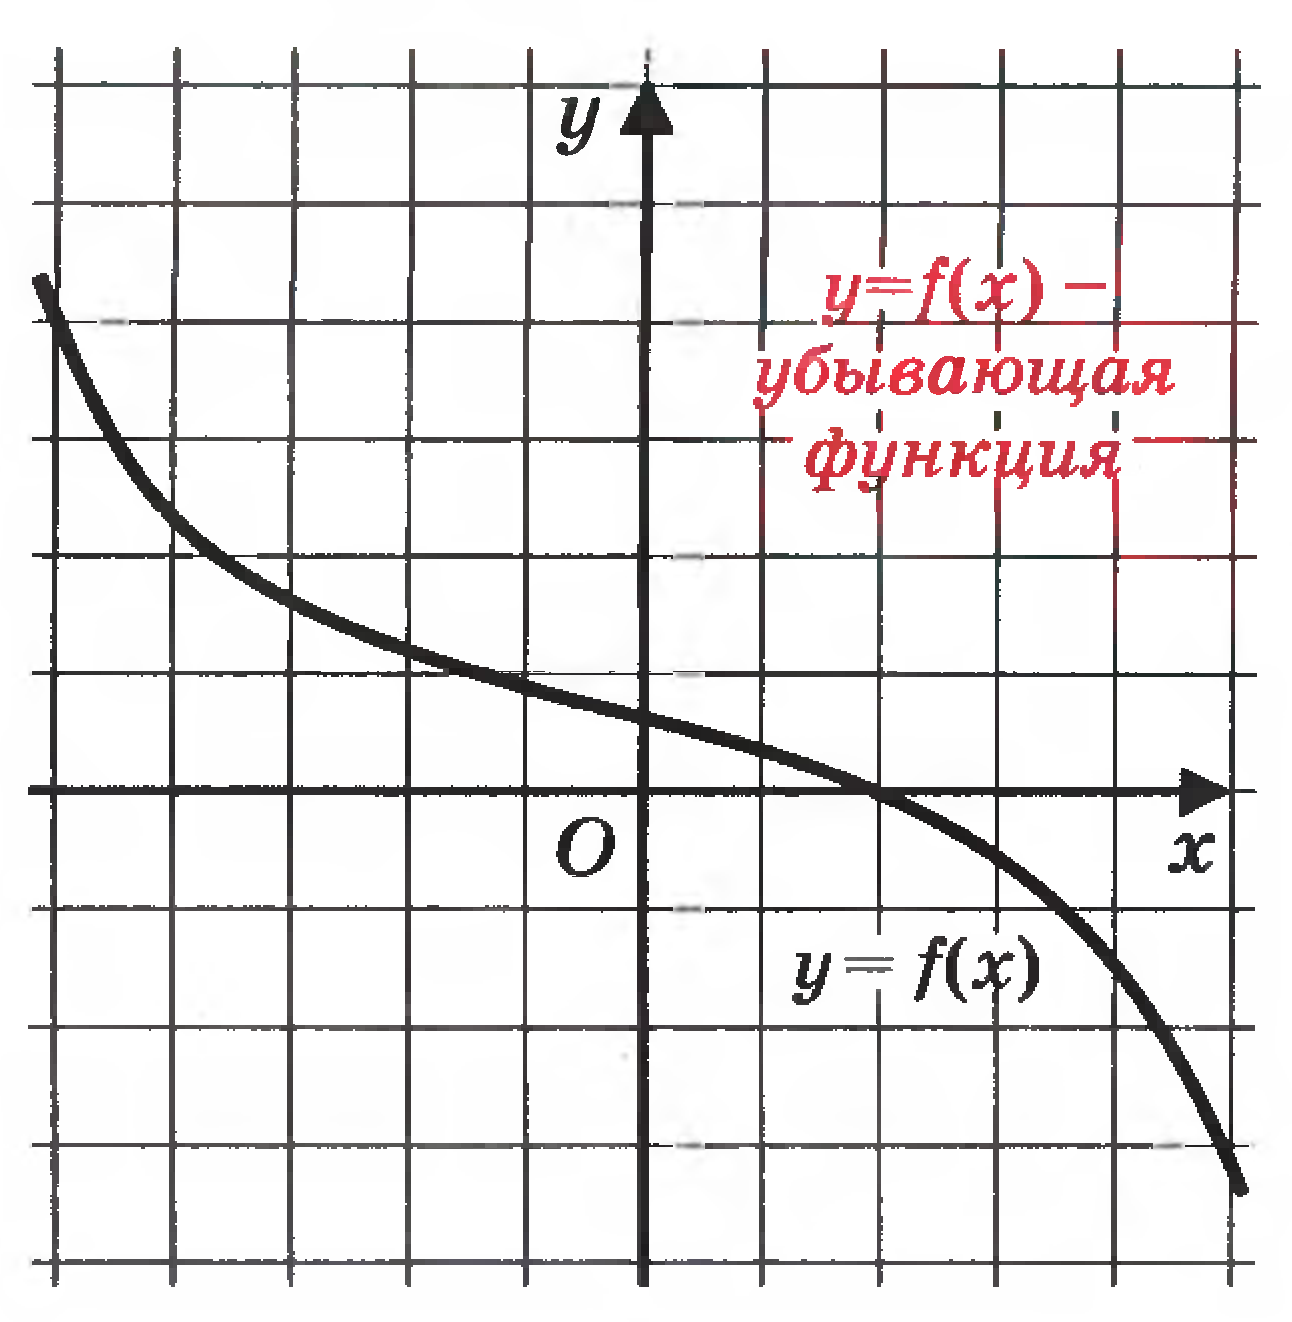 y
y=f(x) –
убывающая
функция
O
x
y= f(x)